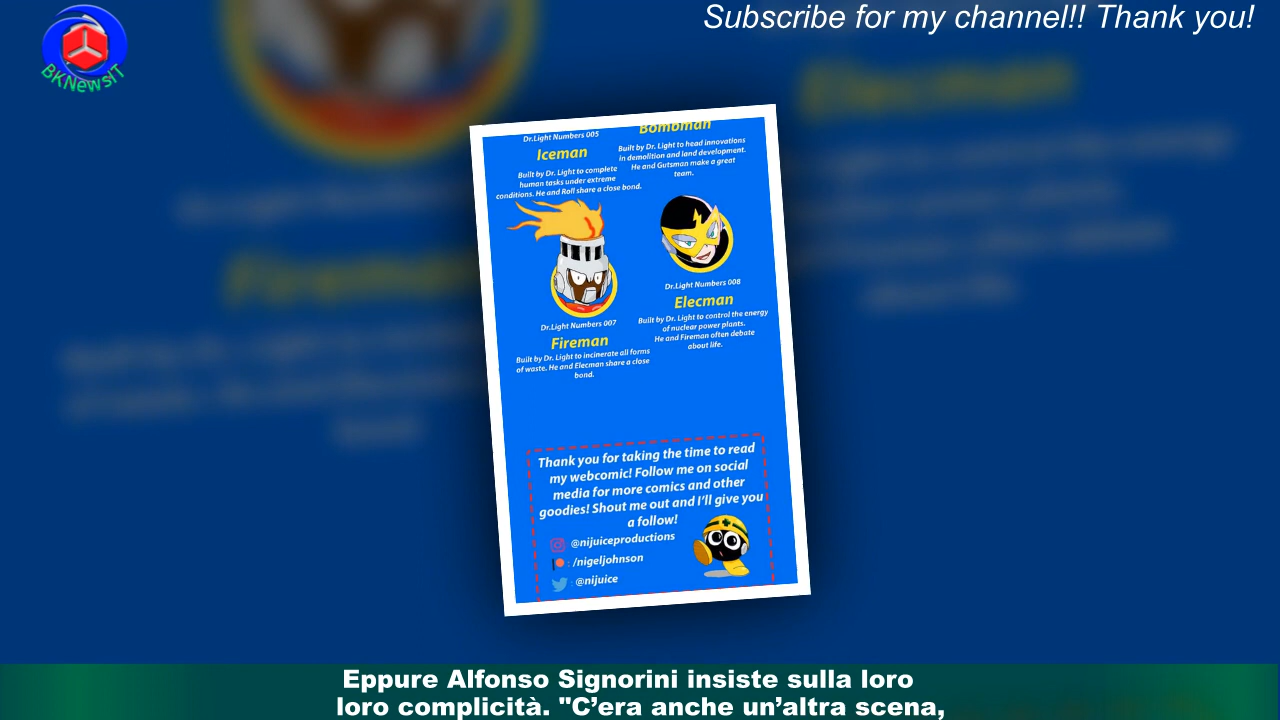 Subscribe for my channel!! Thank you!
BKNewsIT
Dr.Light Numbers 005
Iceman
Built by Dr. Light to complete
human tasks under extreme
conditions. He and Roll share a close bond.
Bombman
Built by Dr. Light to head innovations
in demolition and land development.
He and Gutsman make a great
team.
Dr.Light Numbers 007
Fireman
Built by Dr. Light to incinerate all forms
of waste. He and Elecman share a close
bond.
Dr.Light Numbers 008
Elecman
Built by Dr. Light to control the energy
of nuclear power plants.
He and Fireman often debate
about life.
Thank you for taking the time to read
my webcomic! Follow me on social
media for more comics and other
goodies! Shout me out and I'll give you
a follow!
@nijuiceproductions
: /nigeljohnson
: @nijuice
Eppure Alfonso Signorini insiste sulla loro
loro complicità. "C’era anche un’altra scena,